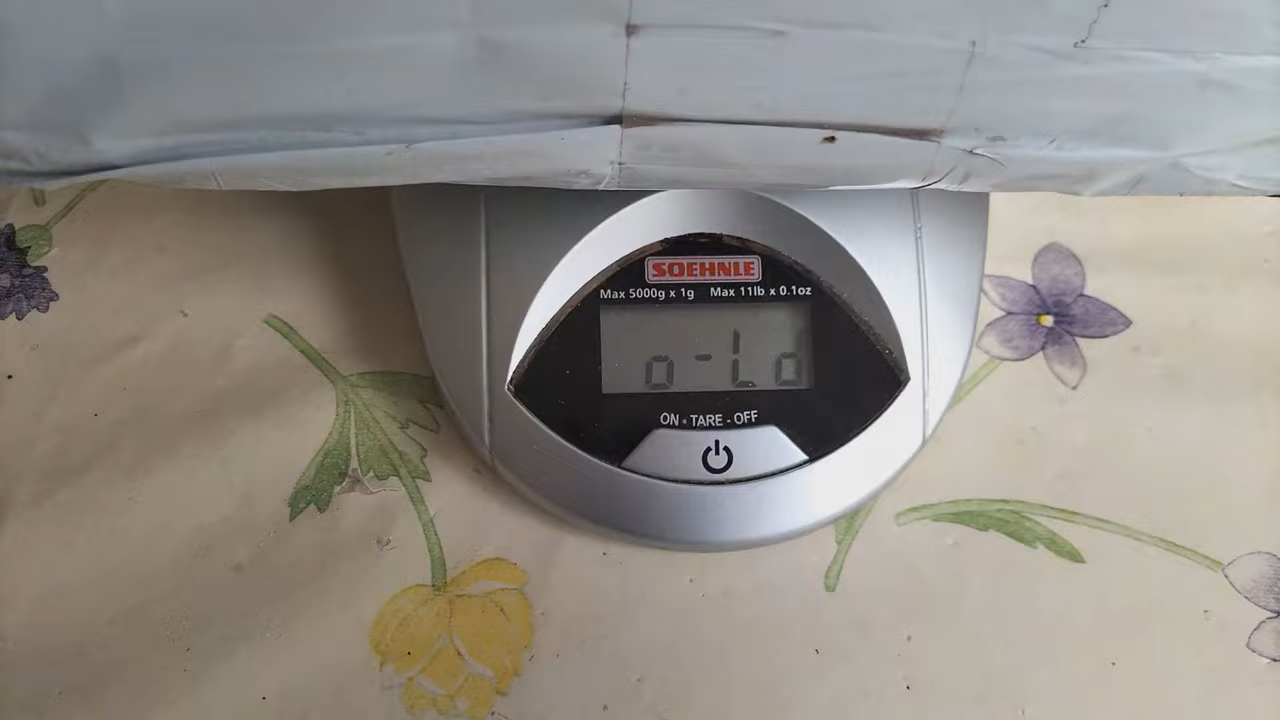 SOEHNLE
Max 5000g x 1g Max 11lb x 0.1oz
o-Lo
ON - TARE - OFF